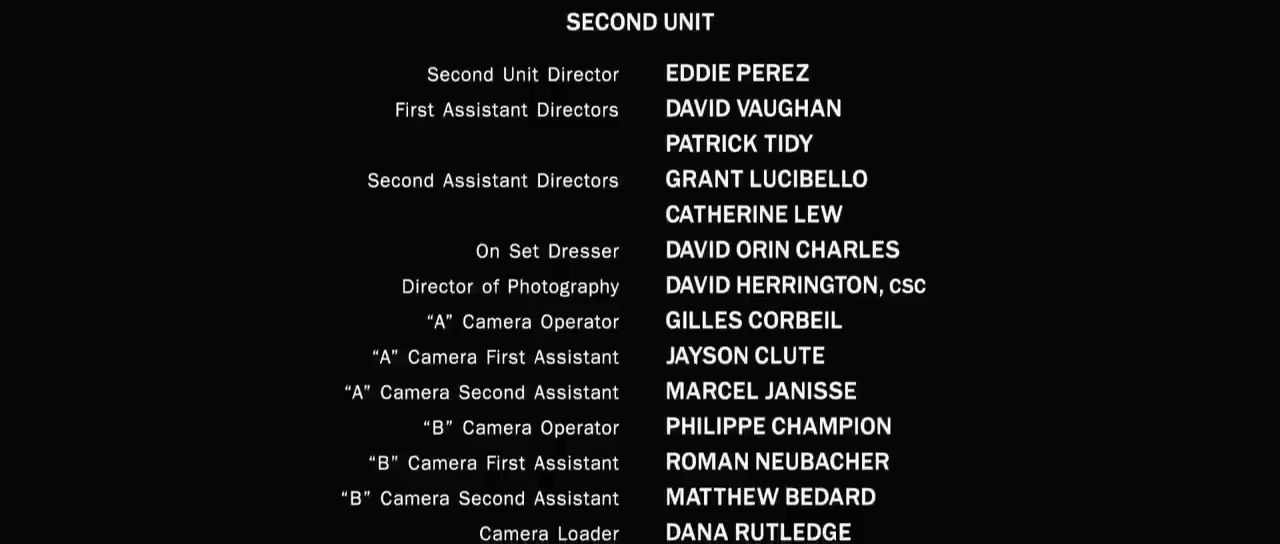 SECOND UNIT
Second Unit Director EDDIE PEREZ
First Assistant Directors DAVID VAUGHAN
PATRICK TIDY
Second Assistant Directors GRANT LUCIBELLO
CATHERINE LEW
On Set Dresser DAVID ORIN CHARLES
Director of Photography DAVID HERRINGTON, CSC
“A” Camera Operator GILLES CORBEIL
“A” Camera First Assistant JAYSON CLUTE
“A” Camera Second Assistant MARCEL JANISSE
“B” Camera Operator PHILIPPE CHAMPION
“B” Camera First Assistant ROMAN NEUBACHER
“B” Camera Second Assistant MATTHEW BEDARD
Camera Loader DANA RUTLEDGE